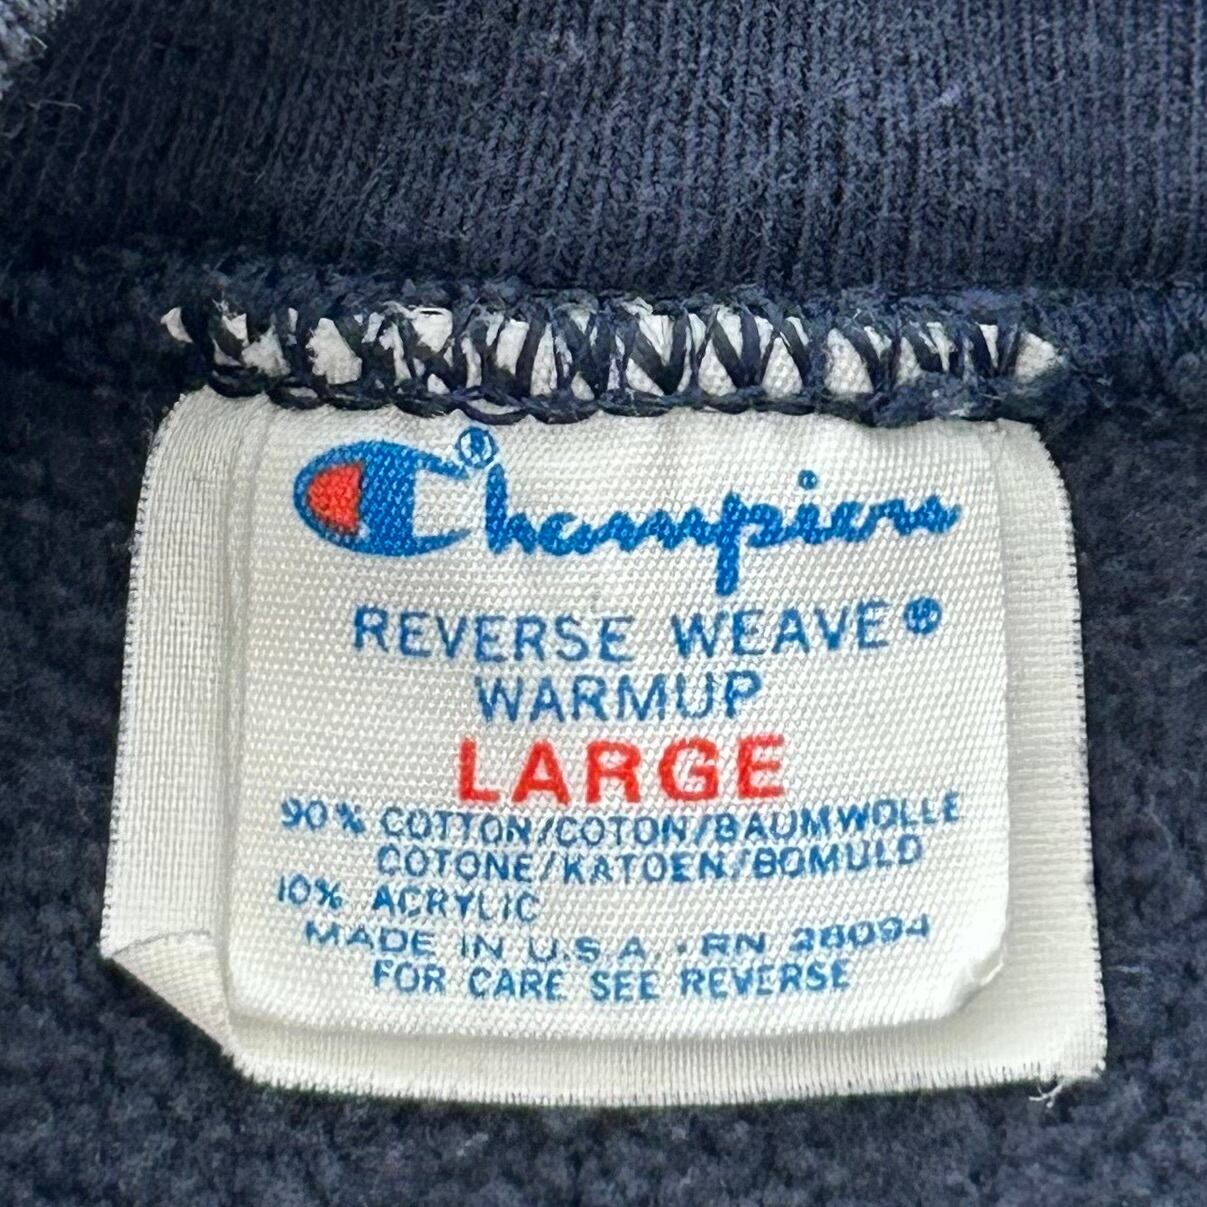 Champion®
REVERSE WEAVE®
WARMUP
LARGE
90% COTTON/COTON/BAUMWOLLE
COTONE/KATOEN/BOMULD
10% ACRYLIC
MADE IN U.S.A. · RN 26094
FOR CARE SEE REVERSE